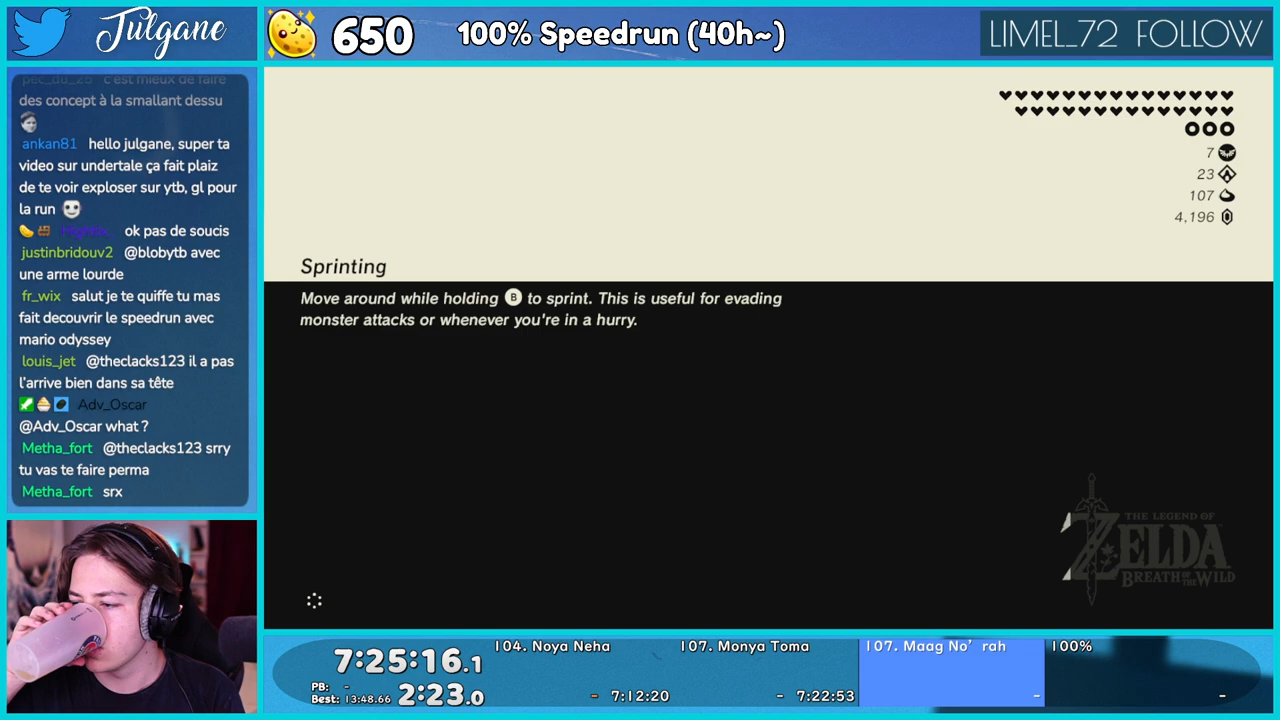 Julgane
650
100% Speedrun (40h~)
LIMEL_72 FOLLOW
pec_du_25 c'est mieux de faire
des concept à la smallant dessu
ankan81 hello julgane, super ta
video sur undertale ça fait plaiz
de te voir exploser sur ytb, gl pour
la run
ok pas de soucis
justinbridouv2 @blobytb avec
une arme lourde
fr_wix salut je te quiffe tu mas
fait decouvrir le speedrun avec
mario odyssey
louis_jet @theclacks123 il a pas
l'arrive bien dans sa tête
Adv_Oscar
@Adv_Oscar what ?
Metha_fort @theclacks123 srry
tu vas te faire perma
Metha_fort srx
7
23
107
4,196
Sprinting
Move around while holding B to sprint. This is useful for evading
monster attacks or whenever you're in a hurry.
THE LEGEND OF
ZELDA
BREATH OF THE WILD
7:25:16.1
PB: -
Best: 13:48.66 2:23.0
104. Noya Neha
- 7:12:20
107. Monya Toma
- 7:22:53
107. Maag No' rah
-
100%
-